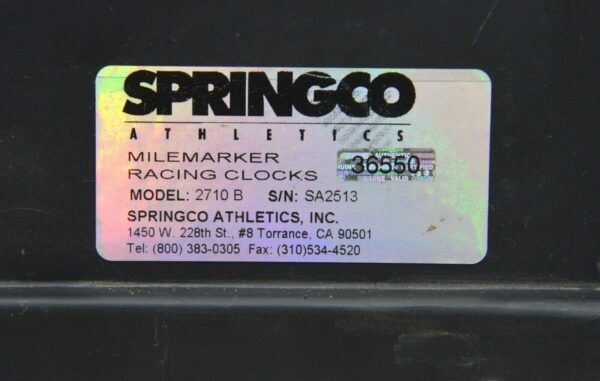 SPRINGCO
ATHLETICS
MILEMARKER
RACING CLOCKS
36550
MODEL: 2710 B S/N: SA2513
SPRINGCO ATHLETICS, INC.
1450 W. 228th St., #8 Torrance, CA 90501
Tel: (800) 383-0305 Fax: (310)534-4520